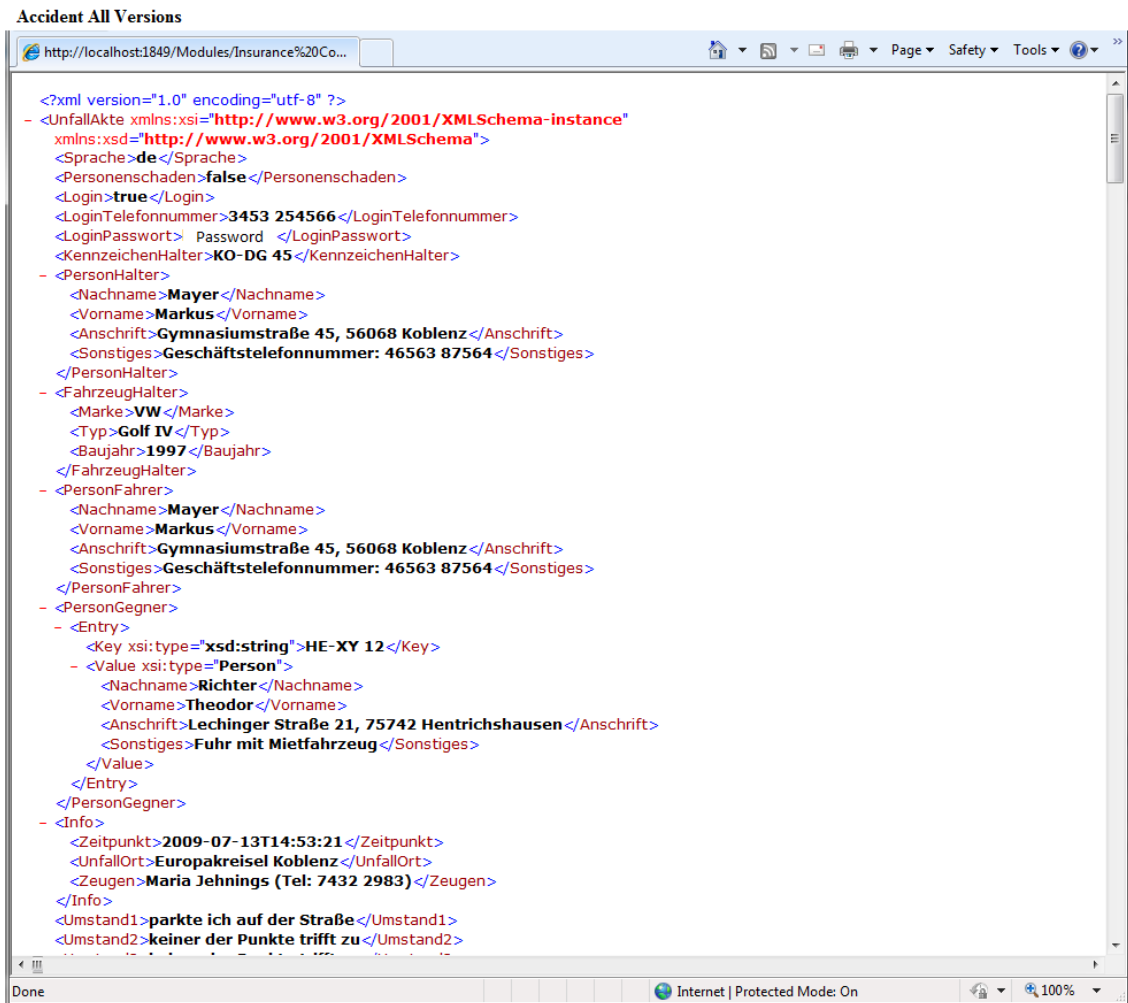 Accident All Versions
http://localhost:1849/Modules/Insurance%20Co...
Page Safety Tools
<?xml version="1.0" encoding="utf-8" ?>
- <UnfallAkte xmlns:xsi="http://www.w3.org/2001/XMLSchema-instance"
xmlns:xsd="http://www.w3.org/2001/XMLSchema">
<Sprache>de</Sprache>
<Personenschaden>false</Personenschaden>
<Login>true</Login>
<LoginTelefonnummer>3453 254566</LoginTelefonnummer>
<LoginPasswort> Password </LoginPasswort>
<KennzeichenHalter>KO-DG 45</KennzeichenHalter>
- <PersonHalter>
<Nachname>Mayer</Nachname>
<Vorname>Markus</Vorname>
<Anschrift>Gymnasiumstraße 45, 56068 Koblenz</Anschrift>
<Sonstiges>Geschäftstelefonnummer: 46563 87564</Sonstiges>
</PersonHalter>
- <FahrzeugHalter>
<Marke>VW</Marke>
<Typ>Golf IV</Typ>
<Baujahr>1997</Baujahr>
</FahrzeugHalter>
- <PersonFahrer>
<Nachname>Mayer</Nachname>
<Vorname>Markus</Vorname>
<Anschrift>Gymnasiumstraße 45, 56068 Koblenz</Anschrift>
<Sonstiges>Geschäftstelefonnummer: 46563 87564</Sonstiges>
</PersonFahrer>
- <PersonGegner>
- <Entry>
<Key xsi:type="xsd:string">HE-XY 12</Key>
- <Value xsi:type="Person">
<Nachname>Richter</Nachname>
<Vorname>Theodor</Vorname>
<Anschrift>Lechinger Straße 21, 75742 Hentrichshausen</Anschrift>
<Sonstiges>Fuhr mit Mietfahrzeug</Sonstiges>
</Value>
</Entry>
</PersonGegner>
- <Info>
<Zeitpunkt>2009-07-13T14:53:21</Zeitpunkt>
<UnfallOrt>Europakreisel Koblenz</UnfallOrt>
<Zeugen>Maria Jehnings (Tel: 7432 2983)</Zeugen>
</Info>
<Umstand1>parkte ich auf der Straße</Umstand1>
<Umstand2>keiner der Punkte trifft zu</Umstand2>
Done
Internet | Protected Mode: On
100%